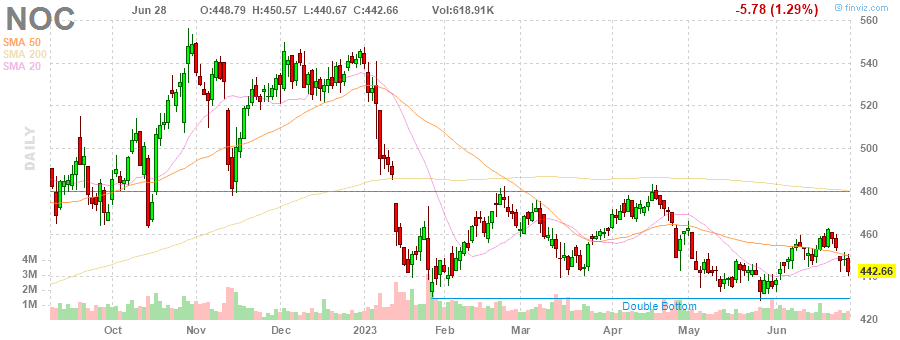 NOC
Jun 28 O:448.79 H:450.57 L:440.67 C:442.66 Vol:618.91K
-5.78 (1.29%)
finviz.com
SMA 50
SMA 200
SMA 20
DAILY
560
540
520
500
480
460
442.66
420
4M
3M
2M
1M
Double Bottom
Oct Nov Dec 2023 Feb Mar Apr May Jun